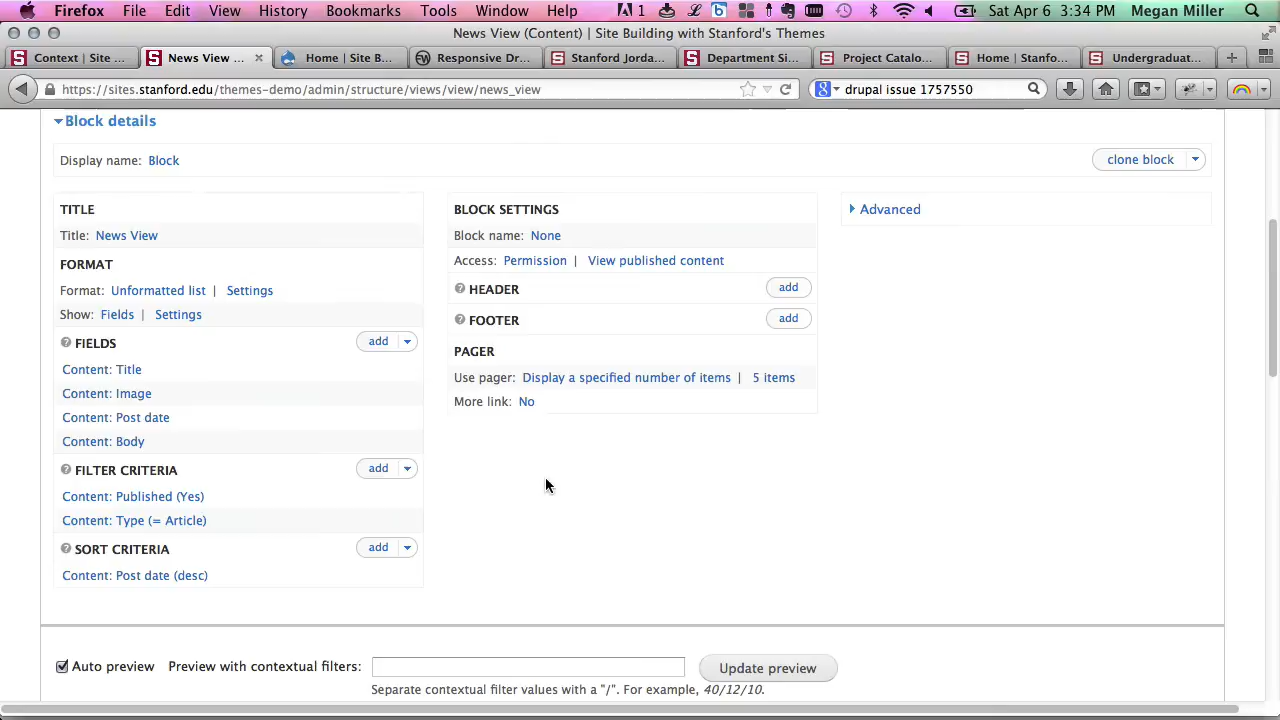 Firefox File Edit View History Bookmarks Tools Window Help 1 Sat Apr 6 3:34 PM Megan Miller
News View (Content) | Site Building with Stanford's Themes
Context | Site ... News View ... Home | Site B... Responsive Dr... Stanford Jorda... Department Si... Project Catalo... Home | Stanfo... Undergraduat...
https://sites.stanford.edu/themes-demo/admin/structure/views/view/news_view drupal issue 1757550
Block details
Display name: Block clone block
TITLE
Title: News View
FORMAT
Format: Unformatted list | Settings
Show: Fields | Settings
FIELDS add
Content: Title
Content: Image
Content: Post date
Content: Body
FILTER CRITERIA add
Content: Published (Yes)
Content: Type (= Article)
SORT CRITERIA add
Content: Post date (desc)
BLOCK SETTINGS
Block name: None
Access: Permission | View published content
HEADER add
FOOTER add
PAGER
Use pager: Display a specified number of items | 5 items
More link: No
Advanced
Auto preview Preview with contextual filters: Update preview
Separate contextual filter values with a "/". For example, 40/12/10.